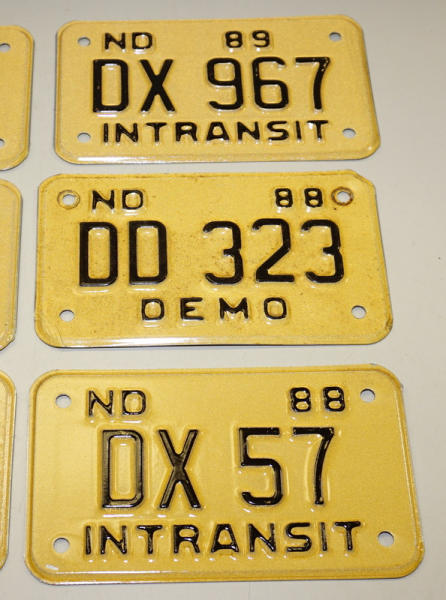 ND 89
DX 967
INTRANSIT
ND 88
DD 323
DEMO
ND 88
DX 57
INTRANSIT